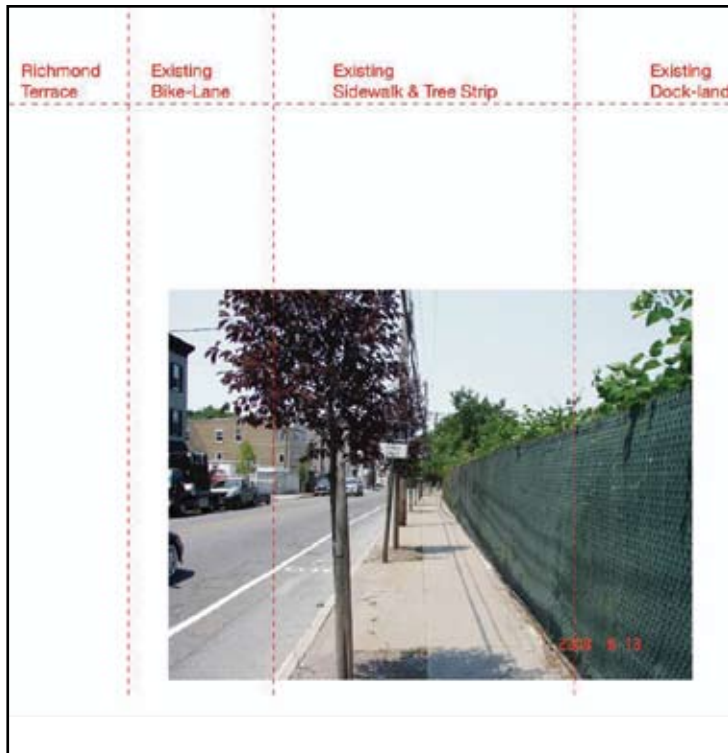 Richmond
Terrace
Existing
Bike-Lane
Existing
Sidewalk & Tree Strip
Existing
Dock-land